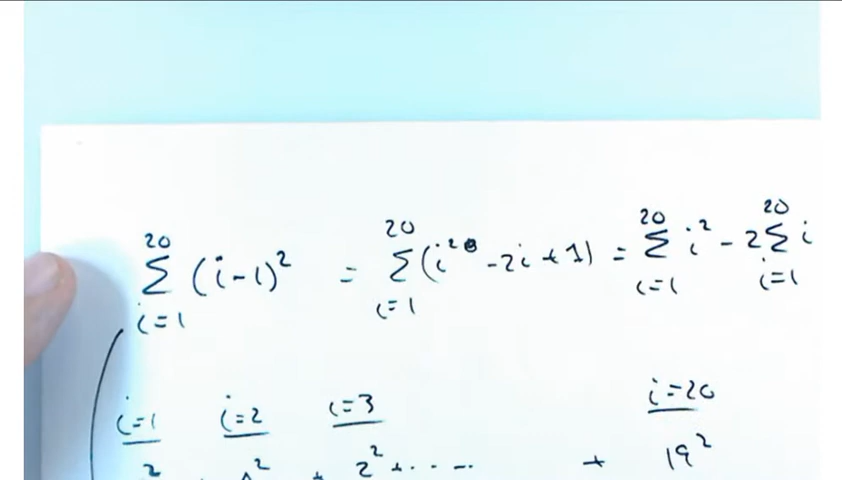 ∑_{i=1}^{20} (i-1)² = ∑_{i=1}^{20} (i² - 2i + 1) = ∑_{i=1}^{20} i² - 2∑_{i=1}^{20} i
i=1 i=2 i=3 i=20
2² + · · · · + 19²